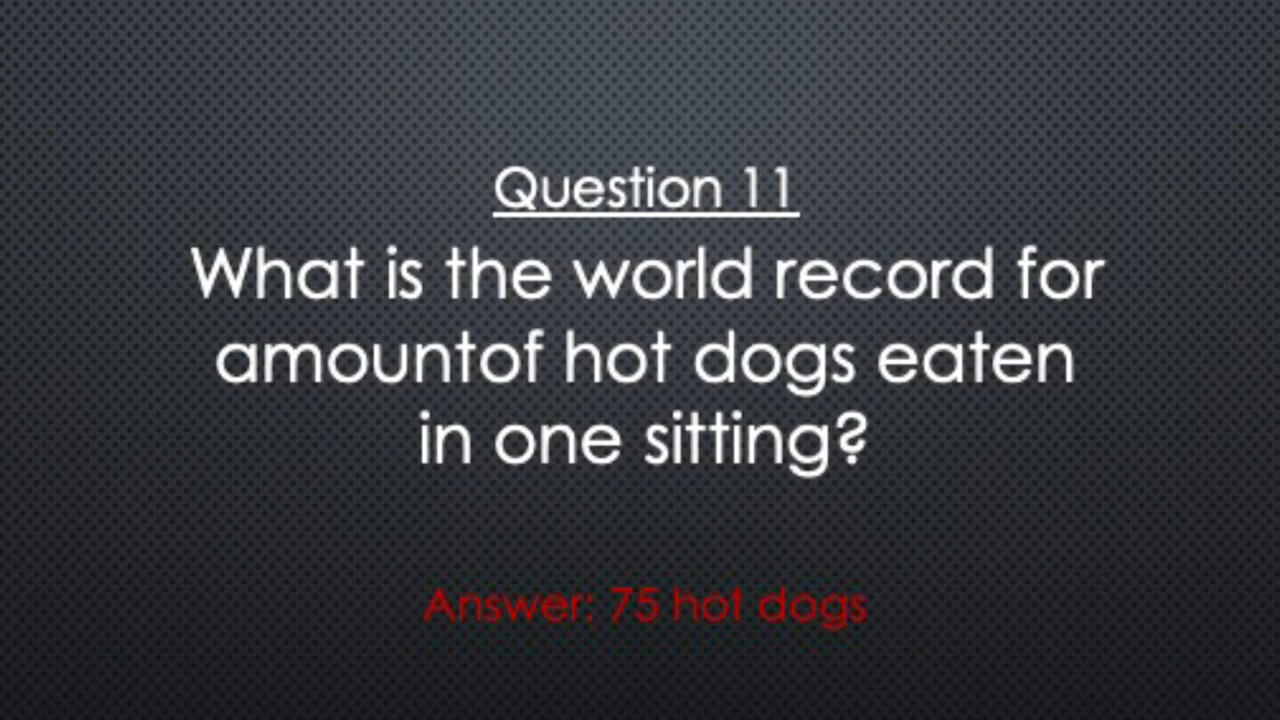 Question 11
What is the world record for
amountof hot dogs eaten
in one sitting?
Answer: 75 hot dogs